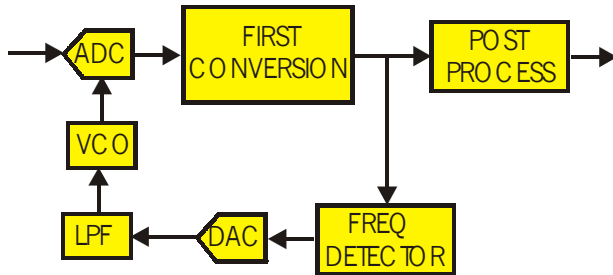 ADC
FIRST
CONVERSION
POST
PROCESS
VCO
LPF
DAC
FREQ
DETECTOR